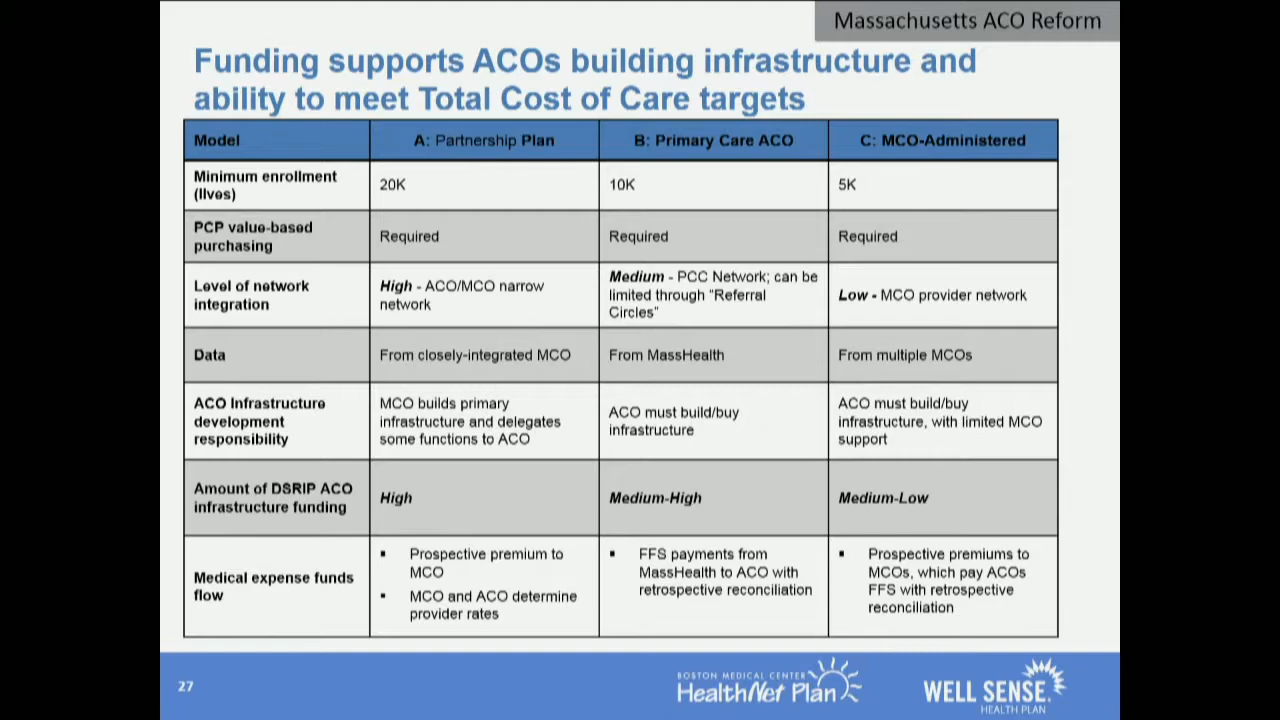 Massachusetts ACO Reform
Funding supports ACOs building infrastructure and
ability to meet Total Cost of Care targets
Model
A: Partnership Plan
B: Primary Care ACO
C: MCO-Administered
Minimum enrollment
(lives)
20K
10K
5K
PCP value-based
purchasing
Required
Required
Required
Level of network
integration
High - ACO/MCO narrow
network
Medium - PCC Network; can be
limited through "Referral
Circles"
Low - MCO provider network
Data
From closely-integrated MCO
From MassHealth
From multiple MCOs
ACO infrastructure
development
responsibility
MCO builds primary
infrastructure and delegates
some functions to ACO
ACO must build/buy
infrastructure
ACO must build/buy
infrastructure, with limited MCO
support
Amount of DSRIP ACO
infrastructure funding
High
Medium-High
Medium-Low
Medical expense funds
flow
▪ Prospective premium to
MCO
▪ MCO and ACO determine
provider rates
▪ FFS payments from
MassHealth to ACO with
retrospective reconciliation
▪ Prospective premiums to
MCOs, which pay ACOs
FFS with retrospective
reconciliation
27
BOSTON MEDICAL CENTER
HealthNet Plan
WELL SENSE
HEALTH PLAN